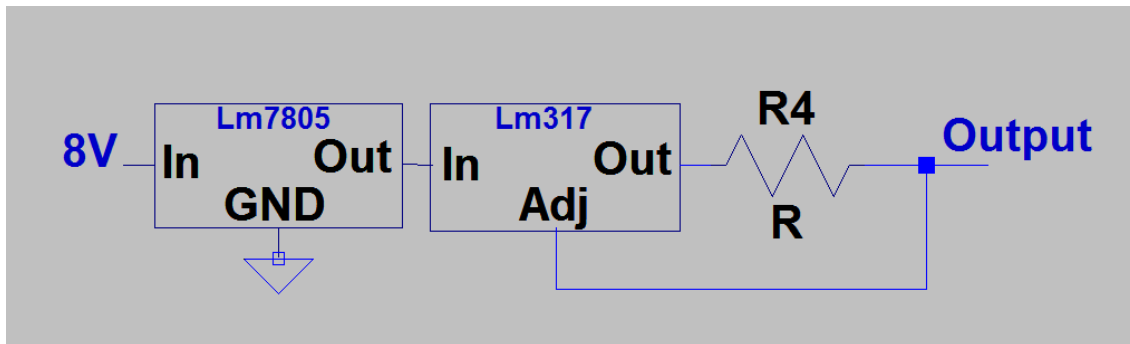 Lm7805
Lm317
R4
Output
8V
In
Out
In
Out
GND
Adj
R